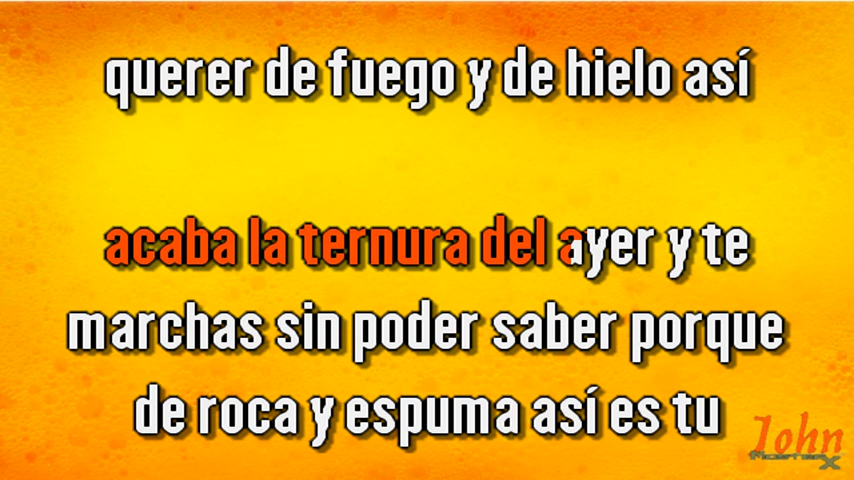 querer de fuego y de hielo así
acaba la ternura del ayer y te
marchas sin poder saber porque
de roca y espuma así es tu
John